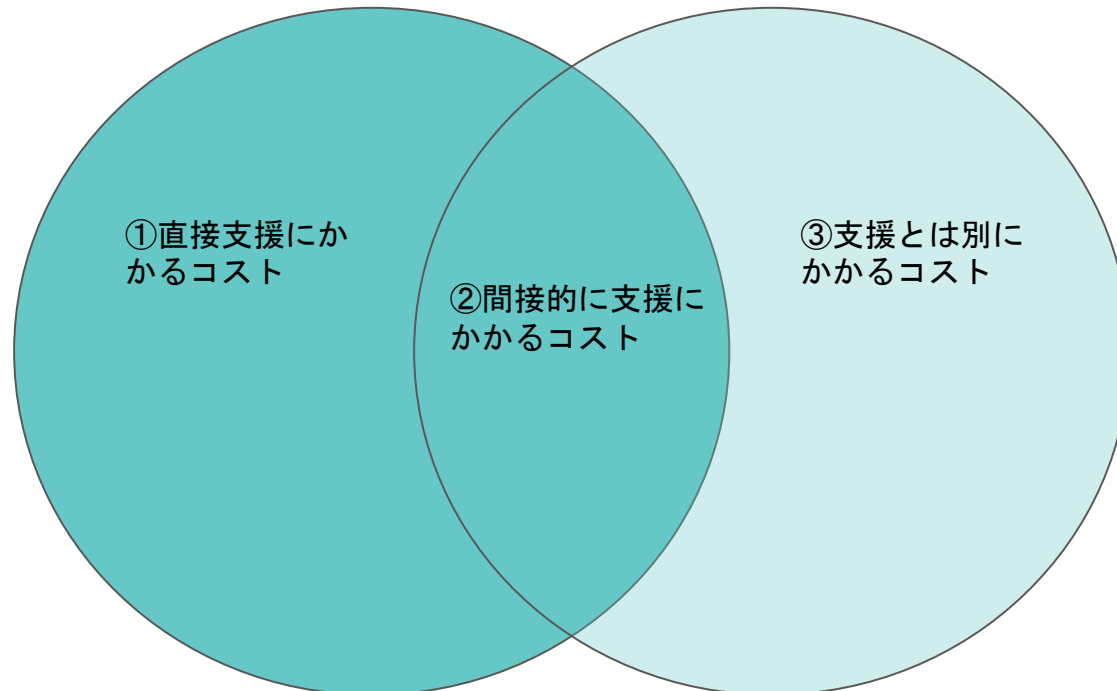 ①直接支援にか
かるコスト
②間接的に支援に
かかるコスト
③支援とは別に
かかるコスト